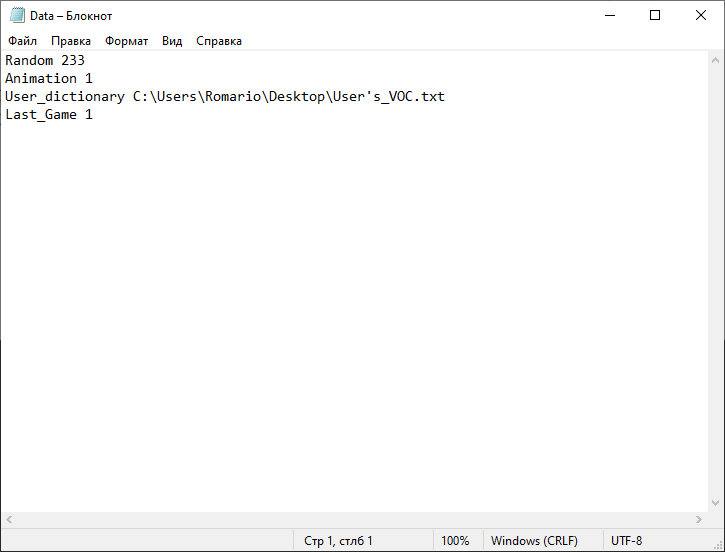 Data – Блокнот
Файл Правка Формат Вид Справка
Random 233
Animation 1
User_dictionary C:\Users\Romario\Desktop\User's_VOC.txt
Last_Game 1
Стр 1, стлб 1 100% Windows (CRLF) UTF-8